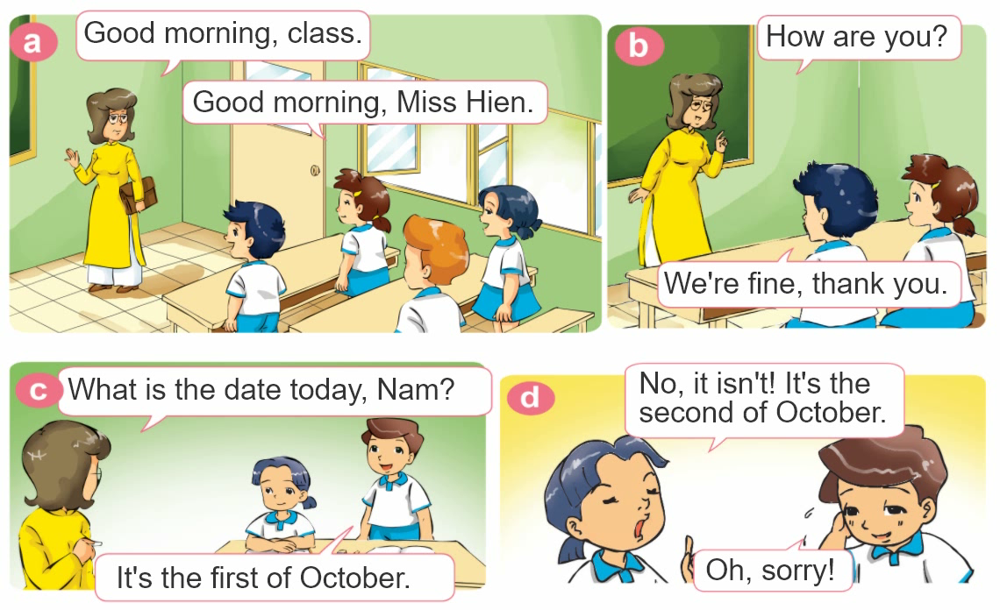 a
Good morning, class.
Good morning, Miss Hien.
b
How are you?
We're fine, thank you.
c
What is the date today, Nam?
It's the first of October.
d
No, it isn't! It's the
second of October.
Oh, sorry!